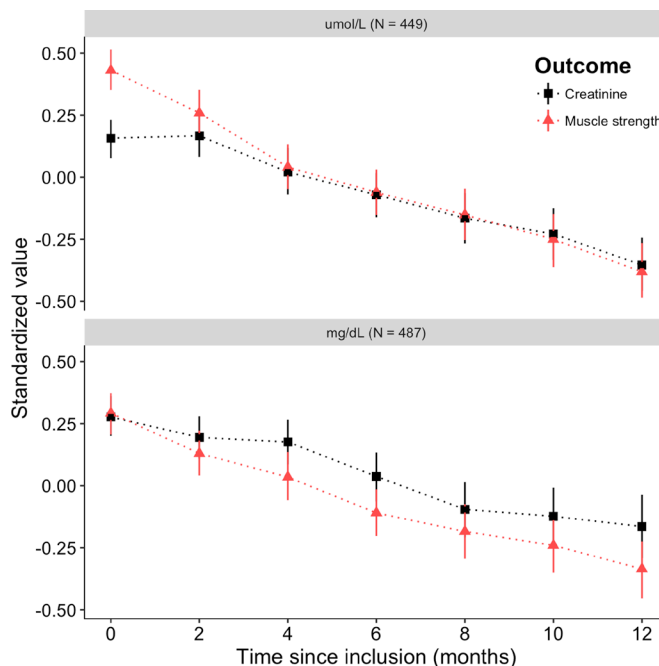 umol/L (N = 449)
Outcome
Creatinine
Muscle strength
0.50
0.25
0.00
-0.25
-0.50
Standardized value
mg/dL (N = 487)
0.50
0.25
0.00
-0.25
-0.50
0 2 4 6 8 10 12
Time since inclusion (months)